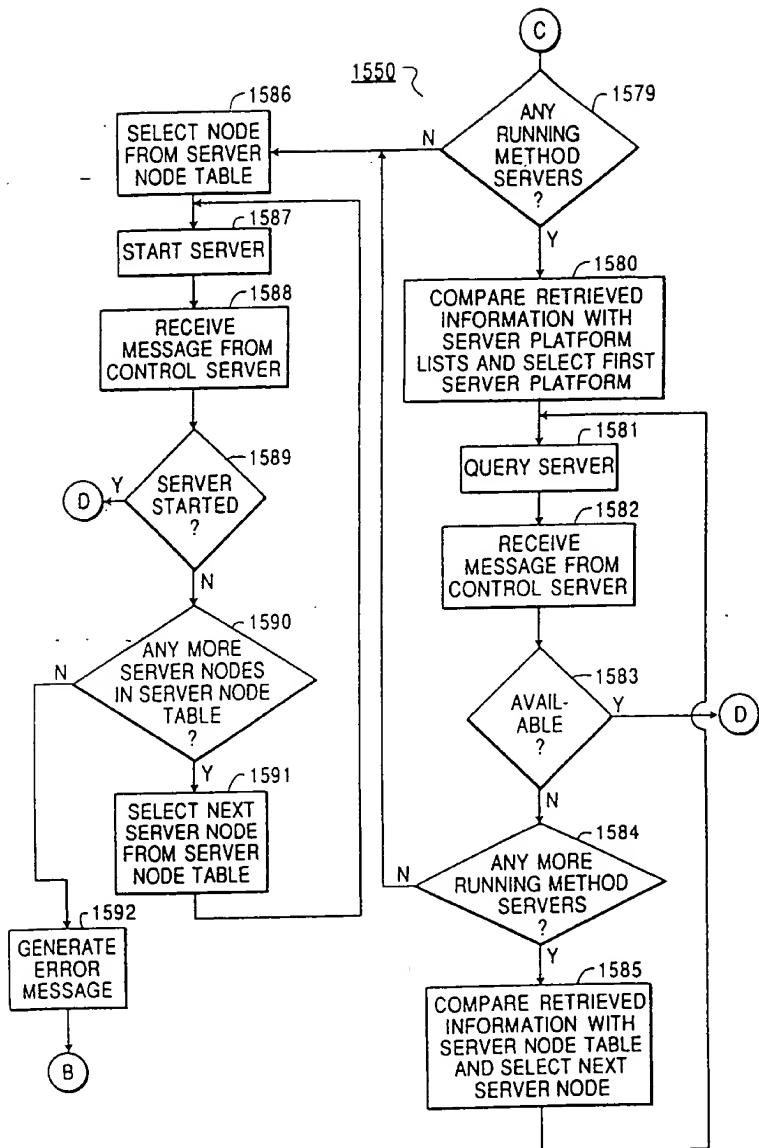 C
1550
1579
ANY
RUNNING
METHOD
SERVERS
?
N
Y
1586
SELECT NODE
FROM SERVER
NODE TABLE
1587
START SERVER
1588
RECEIVE
MESSAGE FROM
CONTROL SERVER
1589
SERVER
STARTED
?
Y
D
N
1590
ANY MORE
SERVER NODES
IN SERVER NODE
TABLE
?
N
Y
1591
SELECT NEXT
SERVER NODE
FROM SERVER
NODE TABLE
1592
GENERATE
ERROR
MESSAGE
B
1580
COMPARE RETRIEVED
INFORMATION WITH
SERVER PLATFORM
LISTS AND SELECT FIRST
SERVER PLATFORM
1581
QUERY SERVER
1582
RECEIVE
MESSAGE FROM
CONTROL SERVER
1583
AVAIL-
ABLE
?
Y
D
N
1584
ANY MORE
RUNNING METHOD
SERVERS
?
N
Y
1585
COMPARE RETRIEVED
INFORMATION WITH
SERVER NODE TABLE
AND SELECT NEXT
SERVER NODE